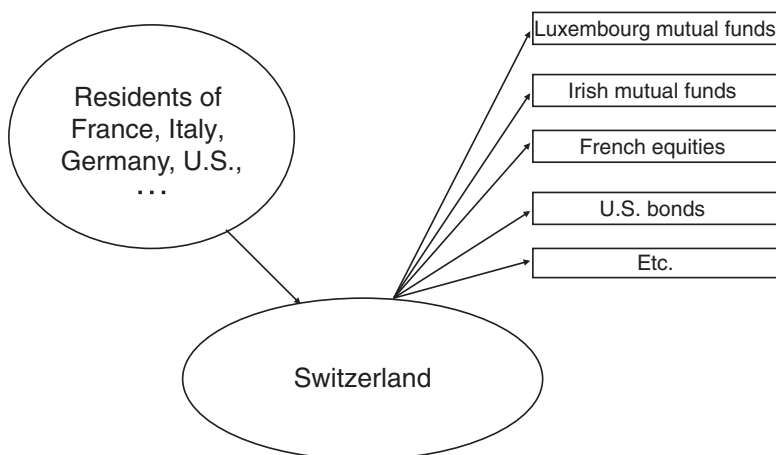 Residents of
France, Italy,
Germany, U.S.,
...
Luxembourg mutual funds
Irish mutual funds
French equities
U.S. bonds
Etc.
Switzerland